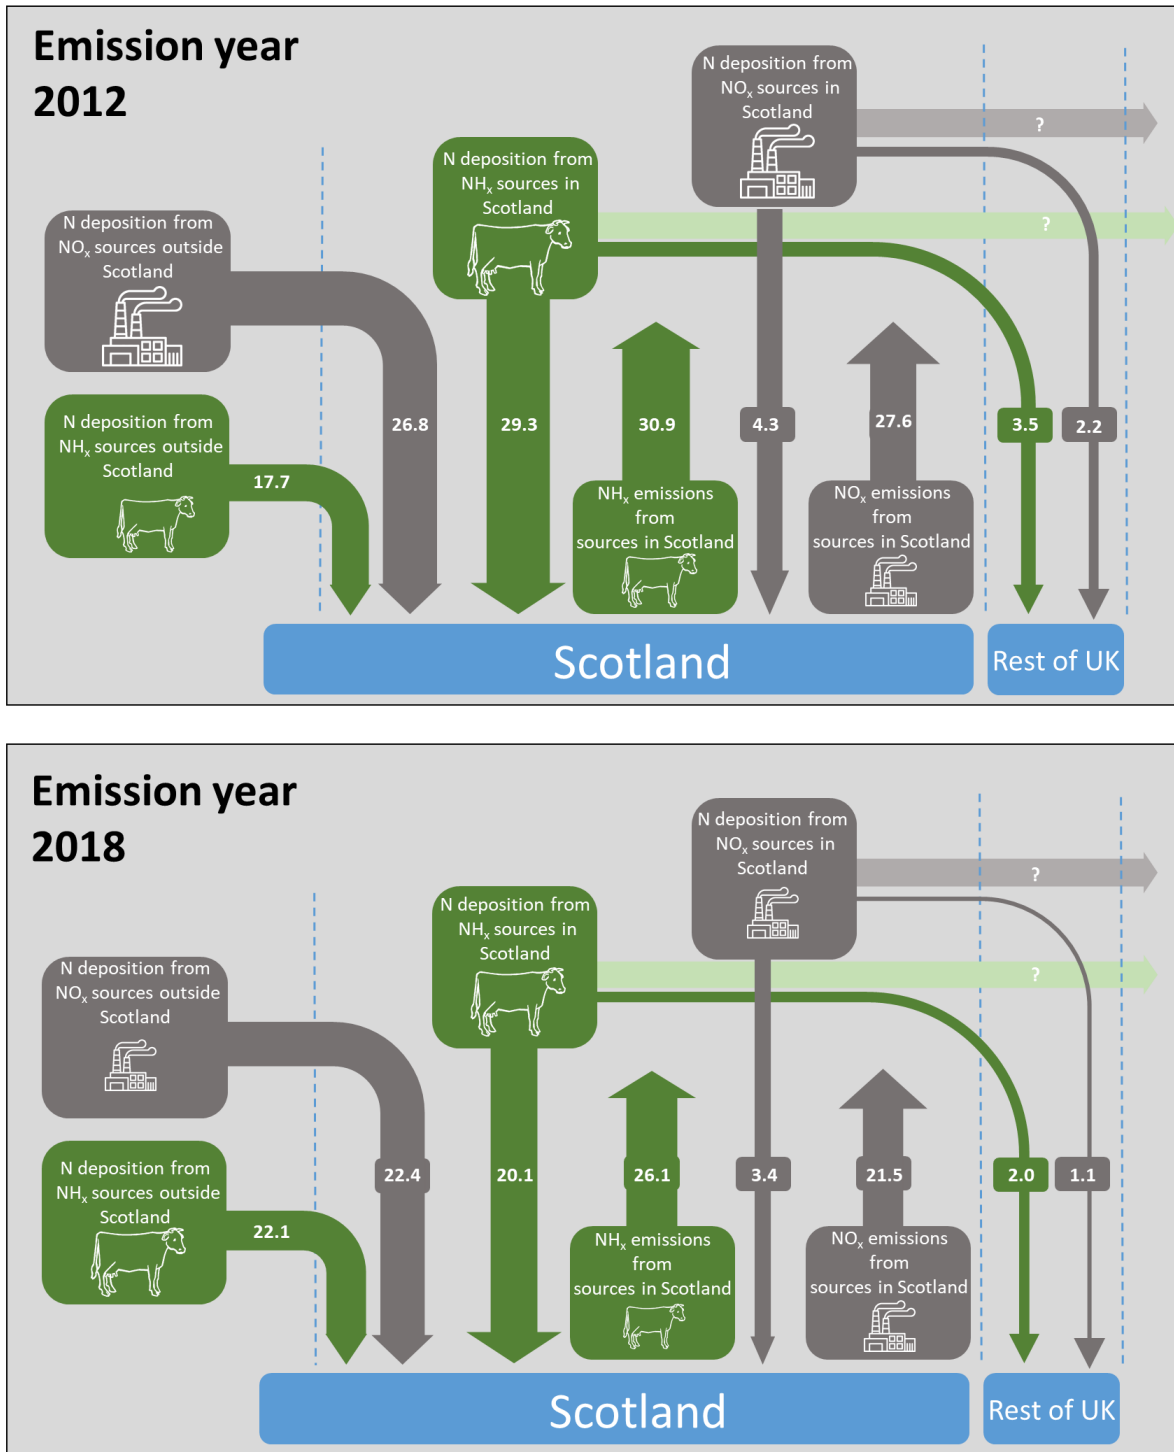 Emission year
2012
N deposition from
NOₓ sources in
Scotland
?
N deposition from
NHₓ sources in
Scotland
?
N deposition from
NOₓ sources outside
Scotland
N deposition from
NHₓ sources outside
Scotland
17.7
26.8
29.3
30.9
4.3
27.6
3.5
2.2
NHₓ emissions
from
sources in Scotland
NOₓ emissions
from
sources in Scotland
Scotland
Rest of UK
Emission year
2018
N deposition from
NOₓ sources in
Scotland
?
N deposition from
NHₓ sources in
Scotland
?
N deposition from
NOₓ sources outside
Scotland
N deposition from
NHₓ sources outside
Scotland
22.1
22.4
20.1
26.1
3.4
21.5
2.0
1.1
NHₓ emissions
from
sources in Scotland
NOₓ emissions
from
sources in Scotland
Scotland
Rest of UK